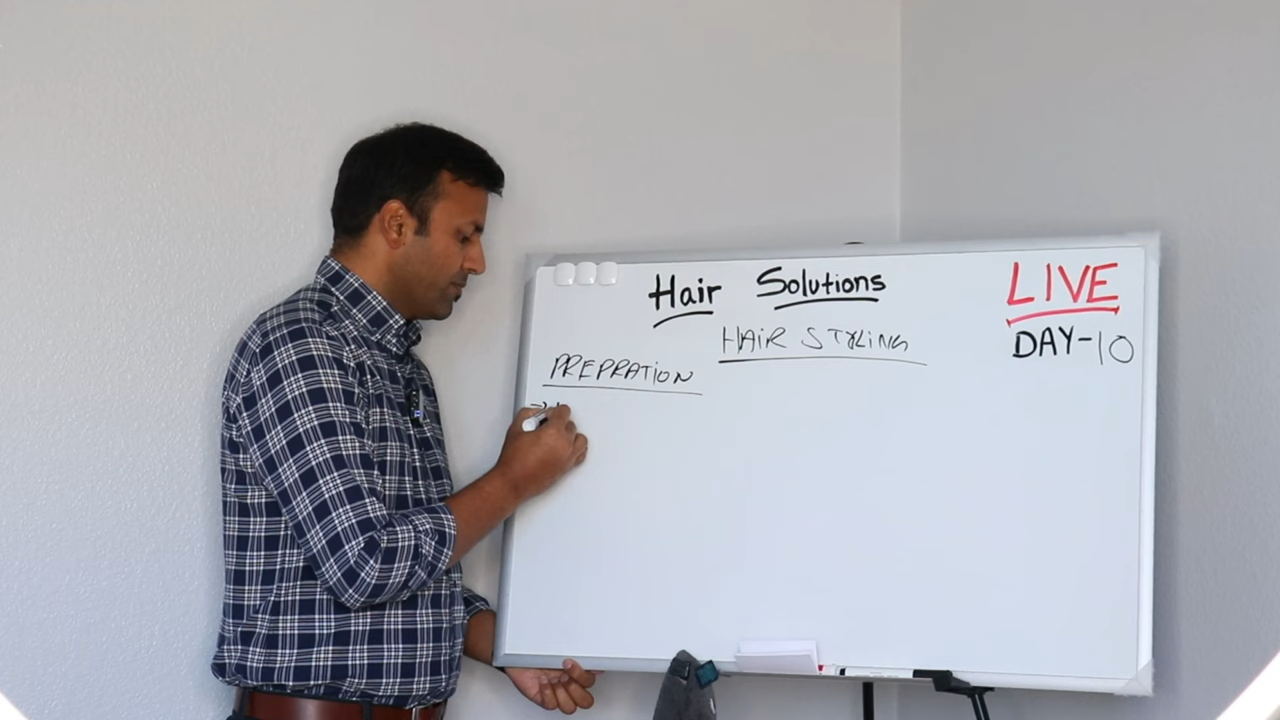 Hair Solutions
LIVE
HAIR STYLING
DAY-10
PREPRATION
→